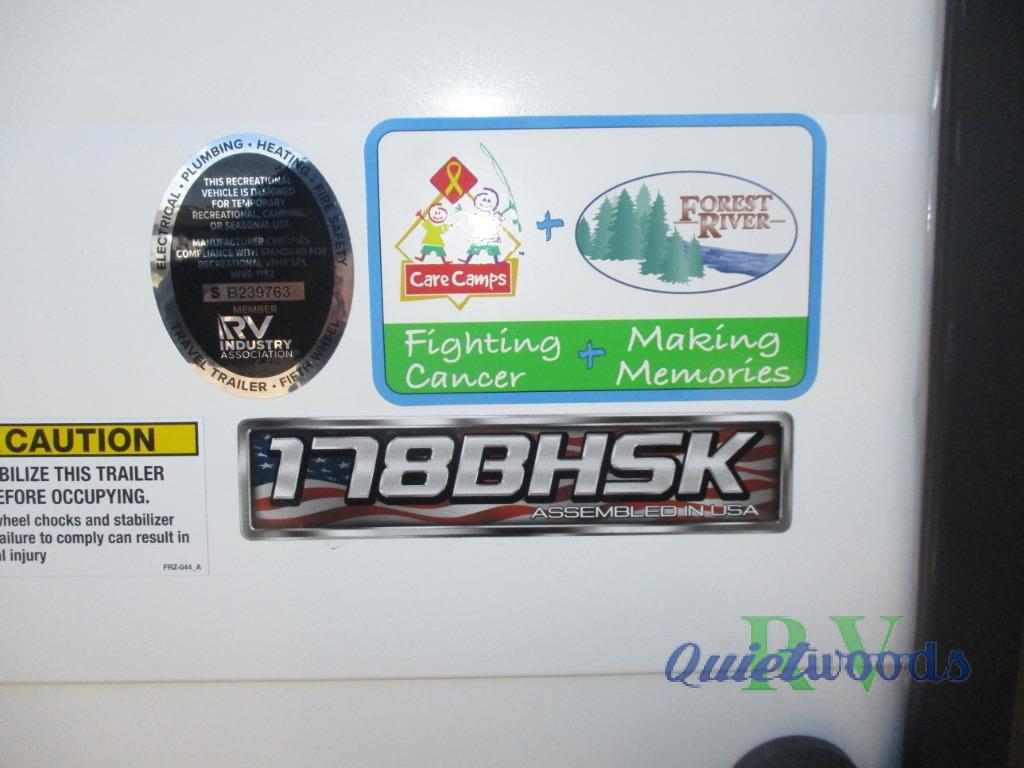 ELECTRICAL • PLUMBING • HEATING • FIRE SAFETY
THIS RECREATIONAL
VEHICLE IS DESIGNED
FOR TEMPORARY
RECREATIONAL, CAMPING,
OR SEASONAL USE
MANUFACTURER CERTIFIES
COMPLIANCE WITH STANDARD FOR
RECREATIONAL VEHICLES
NFPA 1192
S B239763
MEMBER
RV
INDUSTRY
ASSOCIATION
TRAVEL TRAILER • FIFTH WHEEL
Care Camps
™
+
FOREST
RIVER
Fighting
Cancer
+
Making
Memories
CAUTION
BILIZE THIS TRAILER
EFORE OCCUPYING.
wheel chocks and stabilizer
ailure to comply can result in
l injury
FRZ-044_A
178BHSK
ASSEMBLED IN USA
RV
Quietwoods